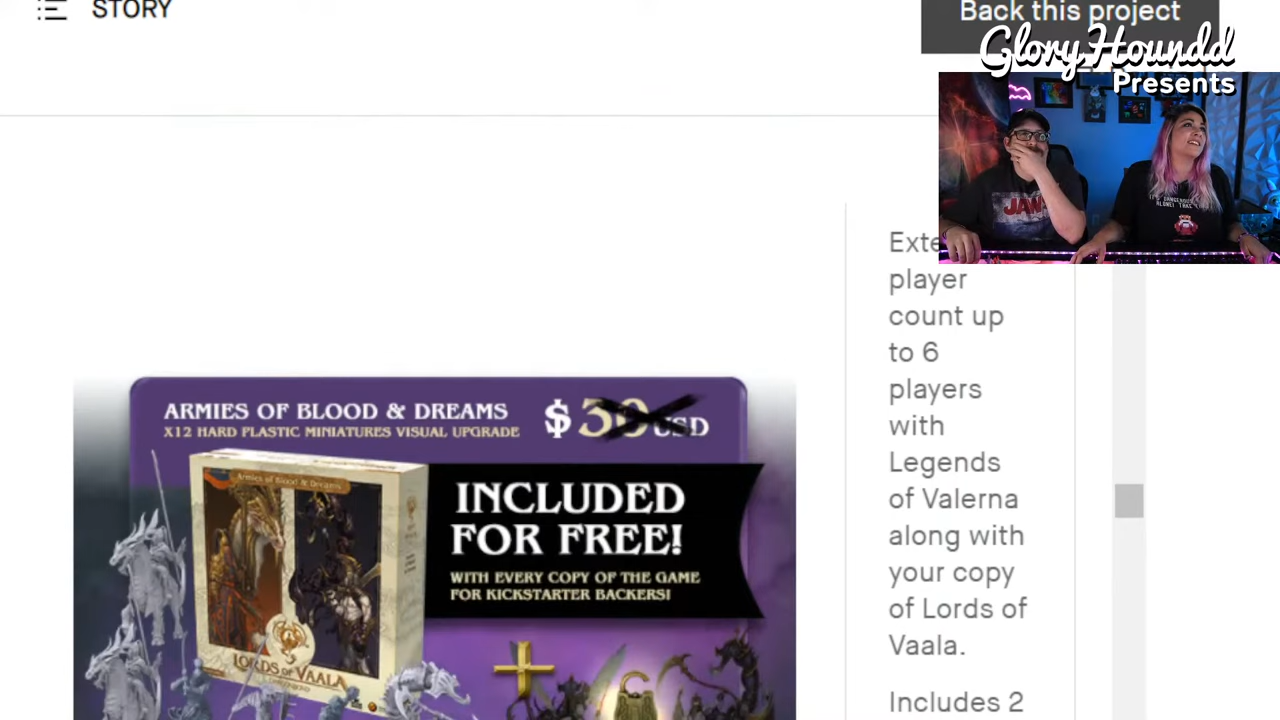 STORY
Back this project
GloryHoundd
Presents
JAW
ARMIES OF BLOOD & DREAMS
$ 30 USD
X12 HARD PLASTIC MINIATURES VISUAL UPGRADE
Armies of Blood & Dreams
INCLUDED
FOR FREE!
WITH EVERY COPY OF THE GAME
FOR KICKSTARTER BACKERS!
LORDS OF VAALA
Exte
player
count up
to 6
players
with
Legends
of Valerna
along with
your copy
of Lords of
Vaala.
Includes 2